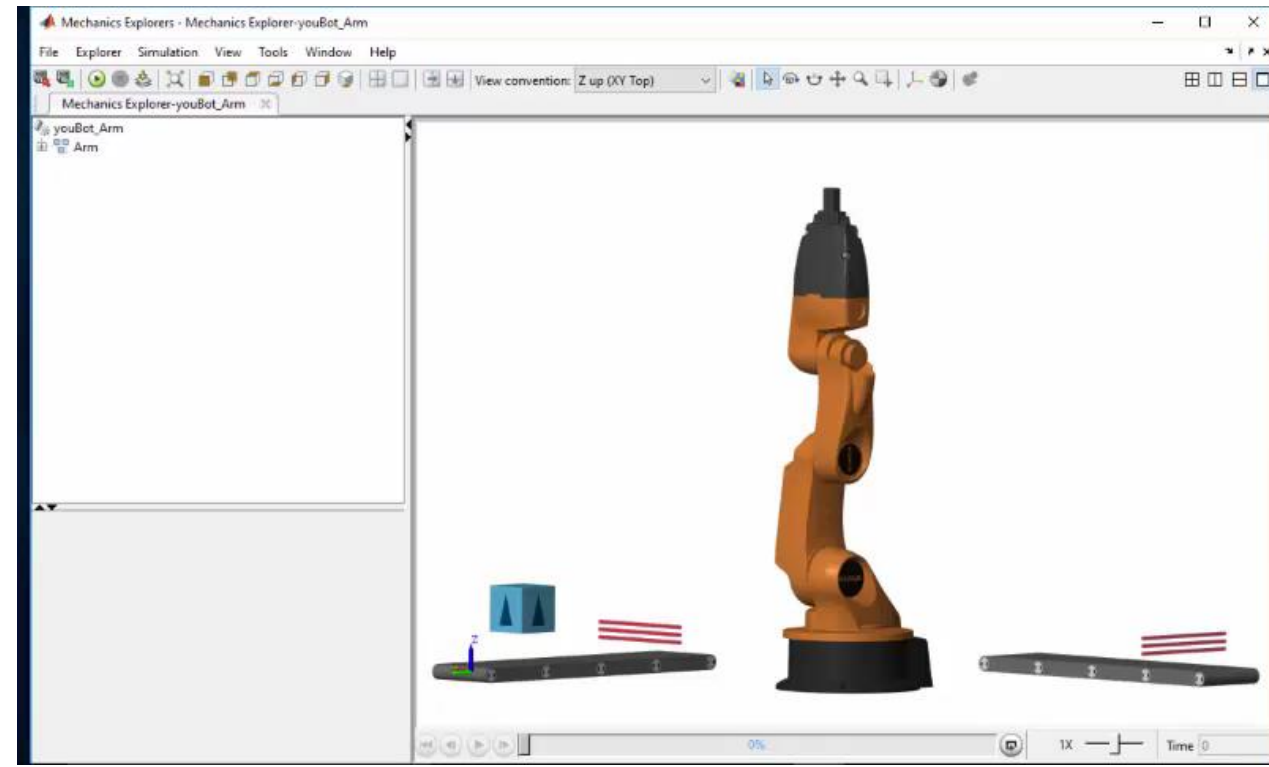 Mechanics Explorers - Mechanics Explorer-youBot_Arm
File Explorer Simulation View Tools Window Help
View convention: Z up (XY Top)
Mechanics Explorer-youBot_Arm
youBot_Arm
Arm
Z
0%
1X Time 0